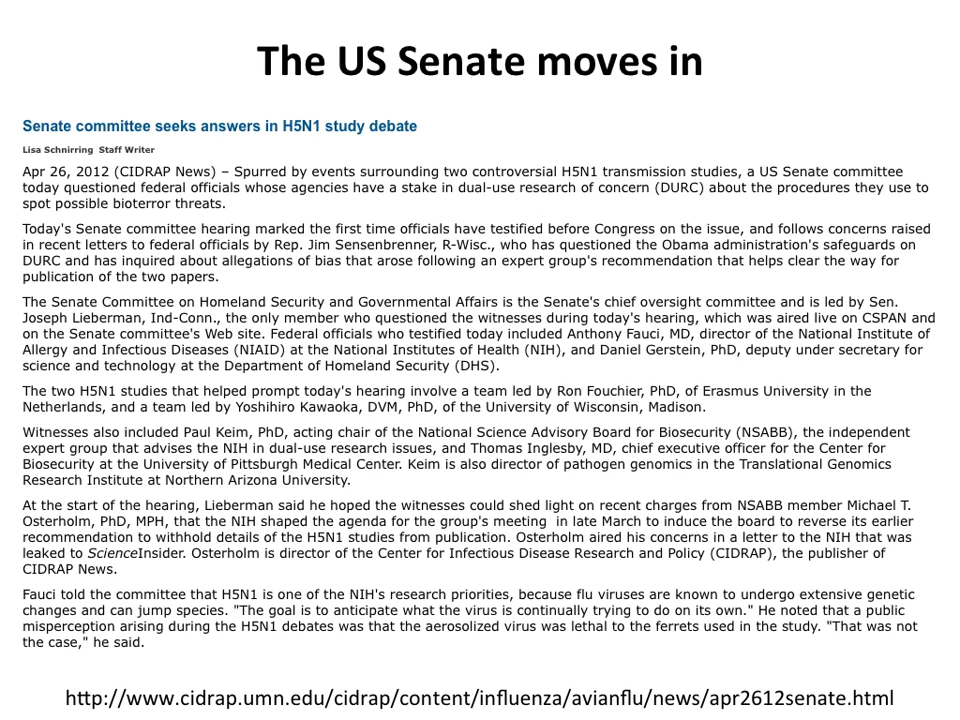 The US Senate moves in
Senate committee seeks answers in H5N1 study debate
Lisa Schnirring  Staff Writer
Apr 26, 2012 (CIDRAP News) – Spurred by events surrounding two controversial H5N1 transmission studies, a US Senate committee
today questioned federal officials whose agencies have a stake in dual-use research of concern (DURC) about the procedures they use to
spot possible bioterror threats.
Today's Senate committee hearing marked the first time officials have testified before Congress on the issue, and follows concerns raised
in recent letters to federal officials by Rep. Jim Sensenbrenner, R-Wisc., who has questioned the Obama administration's safeguards on
DURC and has inquired about allegations of bias that arose following an expert group's recommendation that helps clear the way for
publication of the two papers.
The Senate Committee on Homeland Security and Governmental Affairs is the Senate's chief oversight committee and is led by Sen.
Joseph Lieberman, Ind-Conn., the only member who questioned the witnesses during today's hearing, which was aired live on CSPAN and
on the Senate committee's Web site. Federal officials who testified today included Anthony Fauci, MD, director of the National Institute of
Allergy and Infectious Diseases (NIAID) at the National Institutes of Health (NIH), and Daniel Gerstein, PhD, deputy under secretary for
science and technology at the Department of Homeland Security (DHS).
The two H5N1 studies that helped prompt today's hearing involve a team led by Ron Fouchier, PhD, of Erasmus University in the
Netherlands, and a team led by Yoshihiro Kawaoka, DVM, PhD, of the University of Wisconsin, Madison.
Witnesses also included Paul Keim, PhD, acting chair of the National Science Advisory Board for Biosecurity (NSABB), the independent
expert group that advises the NIH in dual-use research issues, and Thomas Inglesby, MD, chief executive officer for the Center for
Biosecurity at the University of Pittsburgh Medical Center. Keim is also director of pathogen genomics in the Translational Genomics
Research Institute at Northern Arizona University.
At the start of the hearing, Lieberman said he hoped the witnesses could shed light on recent charges from NSABB member Michael T.
Osterholm, PhD, MPH, that the NIH shaped the agenda for the group's meeting  in late March to induce the board to reverse its earlier
recommendation to withhold details of the H5N1 studies from publication. Osterholm aired his concerns in a letter to the NIH that was
leaked to ScienceInsider. Osterholm is director of the Center for Infectious Disease Research and Policy (CIDRAP), the publisher of
CIDRAP News.
Fauci told the committee that H5N1 is one of the NIH's research priorities, because flu viruses are known to undergo extensive genetic
changes and can jump species. "The goal is to anticipate what the virus is continually trying to do on its own." He noted that a public
misperception arising during the H5N1 debates was that the aerosolized virus was lethal to the ferrets used in the study. "That was not
the case," he said.
http://www.cidrap.umn.edu/cidrap/content/influenza/avianflu/news/apr2612senate.html